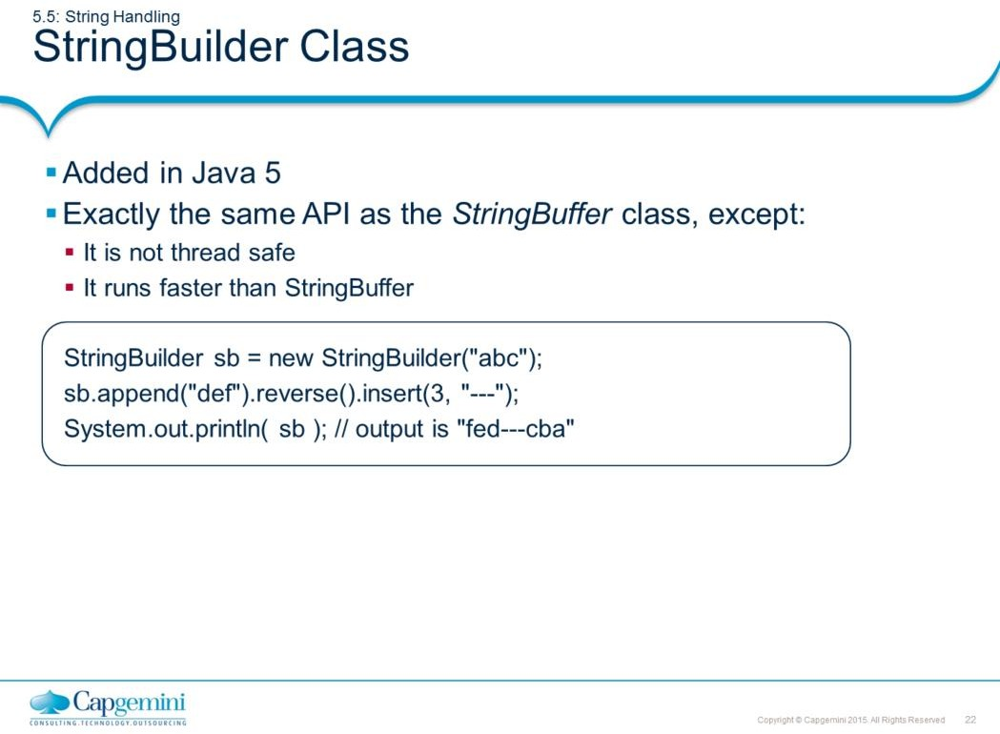 5.5: String Handling
StringBuilder Class
Added in Java 5
Exactly the same API as the StringBuffer class, except:
It is not thread safe
It runs faster than StringBuffer
StringBuilder sb = new StringBuilder("abc");
sb.append("def").reverse().insert(3, "---");
System.out.println( sb ); // output is "fed---cba"
Capgemini
CONSULTING.TECHNOLOGY.OUTSOURCING
Copyright © Capgemini 2015. All Rights Reserved 22